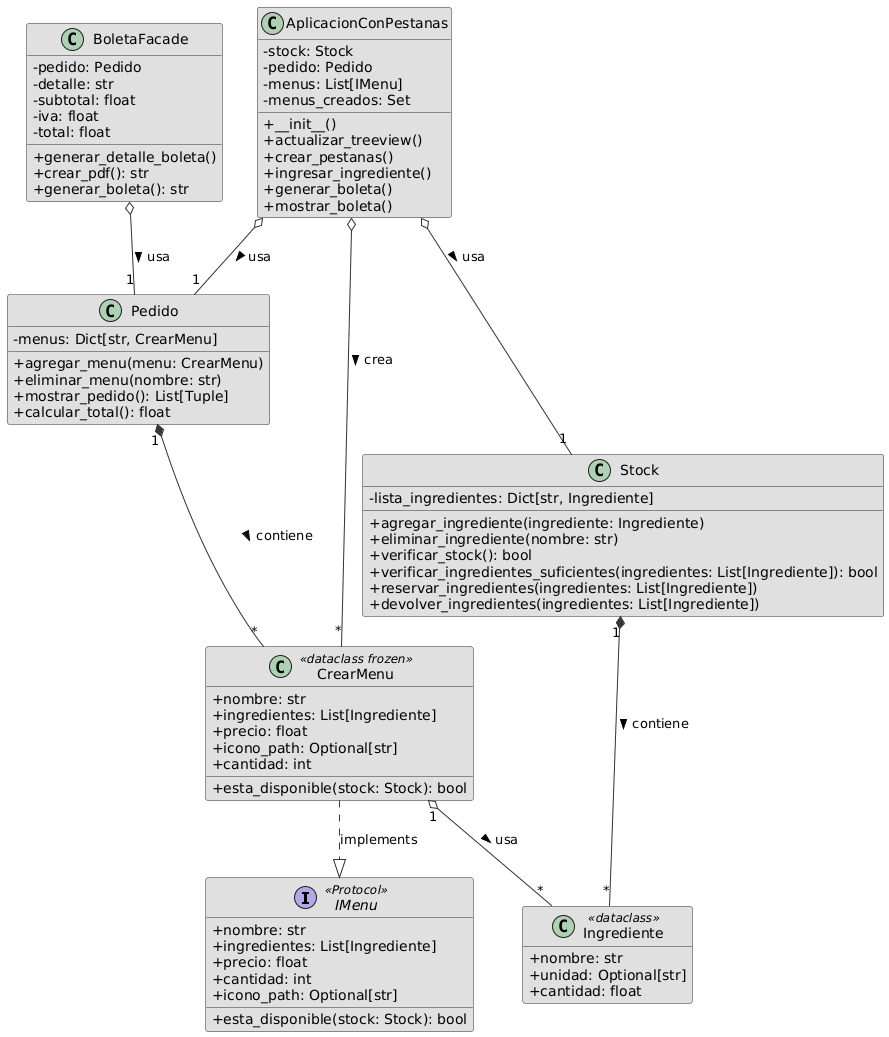 C BoletaFacade
-pedido: Pedido
-detalle: str
-subtotal: float
-iva: float
-total: float
+generar_detalle_boleta()
+crear_pdf(): str
+generar_boleta(): str
C AplicacionConPestanas
-stock: Stock
-pedido: Pedido
-menus: List[IMenu]
-menus_creados: Set
+__init__()
+actualizar_treeview()
+crear_pestanas()
+ingresar_ingrediente()
+generar_boleta()
+mostrar_boleta()
usa
1
usa
1
crea
*
usa
1
C Pedido
-menus: Dict[str, CrearMenu]
+agregar_menu(menu: CrearMenu)
+eliminar_menu(nombre: str)
+mostrar_pedido(): List[Tuple]
+calcular_total(): float
1
contiene
*
C Stock
-lista_ingredientes: Dict[str, Ingrediente]
+agregar_ingrediente(ingrediente: Ingrediente)
+eliminar_ingrediente(nombre: str)
+verificar_stock(): bool
+verificar_ingredientes_suficientes(ingredientes: List[Ingrediente]): bool
+reservar_ingredientes(ingredientes: List[Ingrediente])
+devolver_ingredientes(ingredientes: List[Ingrediente])
1
contiene
*
C «dataclass frozen»
CrearMenu
+nombre: str
+ingredientes: List[Ingrediente]
+precio: float
+icono_path: Optional[str]
+cantidad: int
+esta_disponible(stock: Stock): bool
implements
1
usa
*
I «Protocol»
IMenu
+nombre: str
+ingredientes: List[Ingrediente]
+precio: float
+cantidad: int
+icono_path: Optional[str]
+esta_disponible(stock: Stock): bool
C «dataclass»
Ingrediente
+nombre: str
+unidad: Optional[str]
+cantidad: float